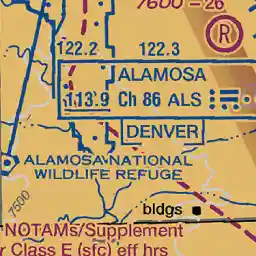 7600 = 26
R
122.2 122.3
ALAMOSA
113.9 Ch 86 ALS
DENVER
ALAMOSA NATIONAL
WILDLIFE REFUGE
7500
bldgs
NOTAMs/Supplement
r Class E (sfc) eff hrs